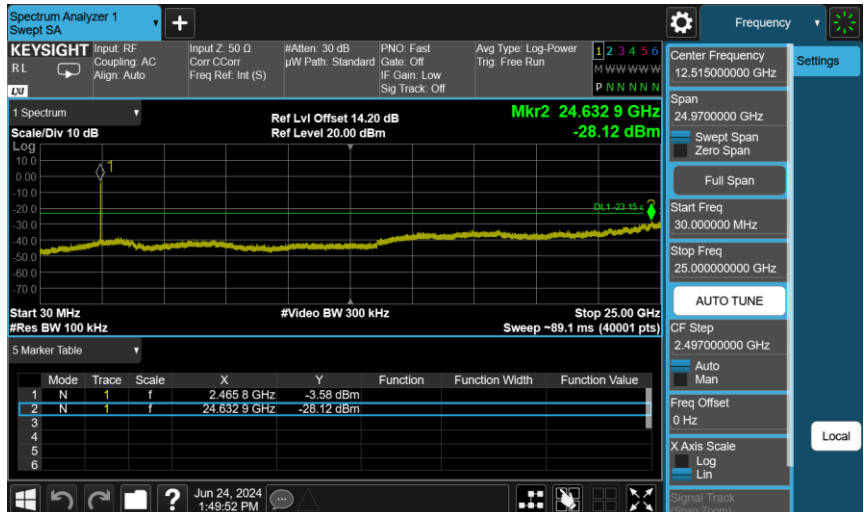 Spectrum Analyzer 1
Swept SA
+
Frequency
KEYSIGHT
RL
LXI
Input: RF
Coupling: AC
Align: Auto
Input Z: 50 Ω
Corr CCorr
Freq Ref: Int (S)
#Atten: 30 dB
µW Path: Standard
PNO: Fast
Gate: Off
IF Gain: Low
Sig Track: Off
Avg Type: Log-Power
Trig: Free Run
1 2 3 4 5 6
M W W W W W
P N N N N N
1 Spectrum
Scale/Div 10 dB
Ref Lvl Offset 14.20 dB
Ref Level 20.00 dBm
Mkr2 24.632 9 GHz
-28.12 dBm
Log
10.0
0.00
-10.0
-20.0
-30.0
-40.0
-50.0
-60.0
-70.0
1
DL1 -23.15
Start 30 MHz
#Res BW 100 kHz
#Video BW 300 kHz
Stop 25.00 GHz
Sweep ~89.1 ms (40001 pts)
5 Marker Table
Mode Trace Scale X Y Function Function Width Function Value
1 N 1 f 2.465 8 GHz -3.58 dBm
2 N 1 f 24.632 9 GHz -28.12 dBm
3
4
5
6
Jun 24, 2024
1:49:52 PM
?
Center Frequency
12.515000000 GHz
Span
24.9700000 GHz
Swept Span
Zero Span
Full Span
Start Freq
30.000000 MHz
Stop Freq
25.000000000 GHz
AUTO TUNE
CF Step
2.497000000 GHz
Auto
Man
Freq Offset
0 Hz
X Axis Scale
Log
Lin
Signal Track
(Span Zoom)
Settings
Local